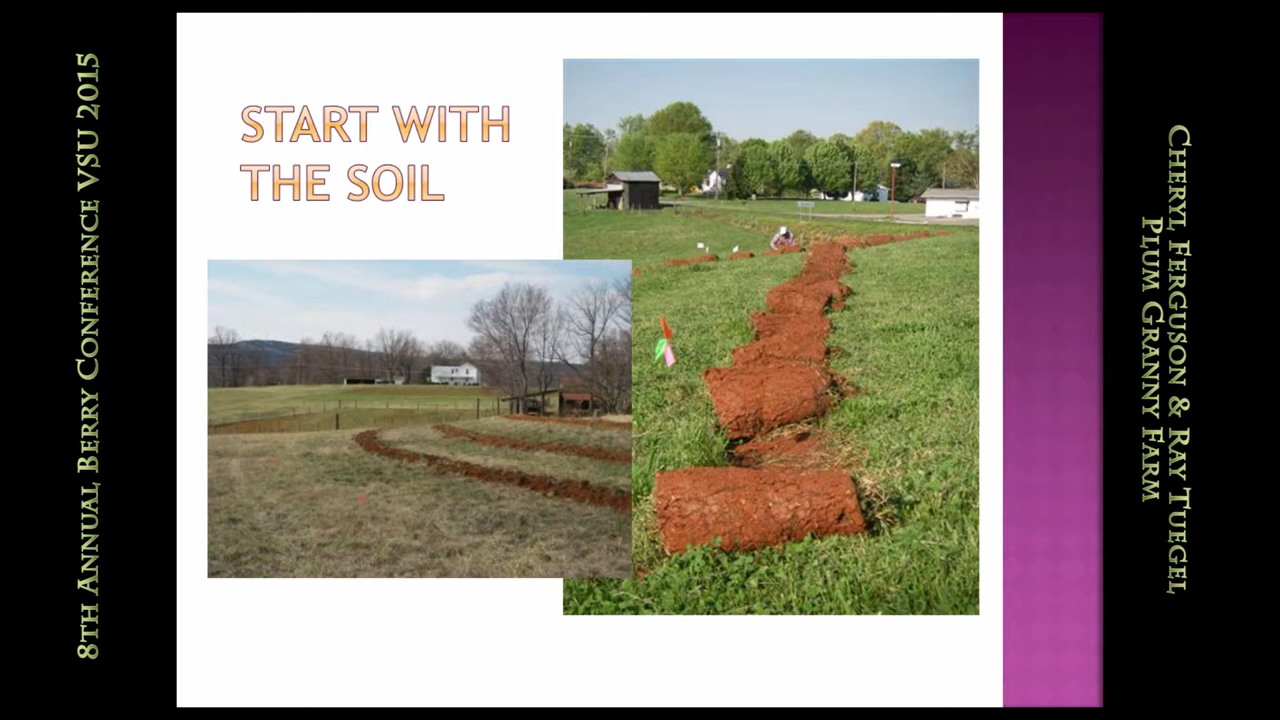 8th Annual Berry Conference VSU 2015
START WITH
THE SOIL
Cheryl Ferguson & Ray Tuegel
Plum Granny Farm